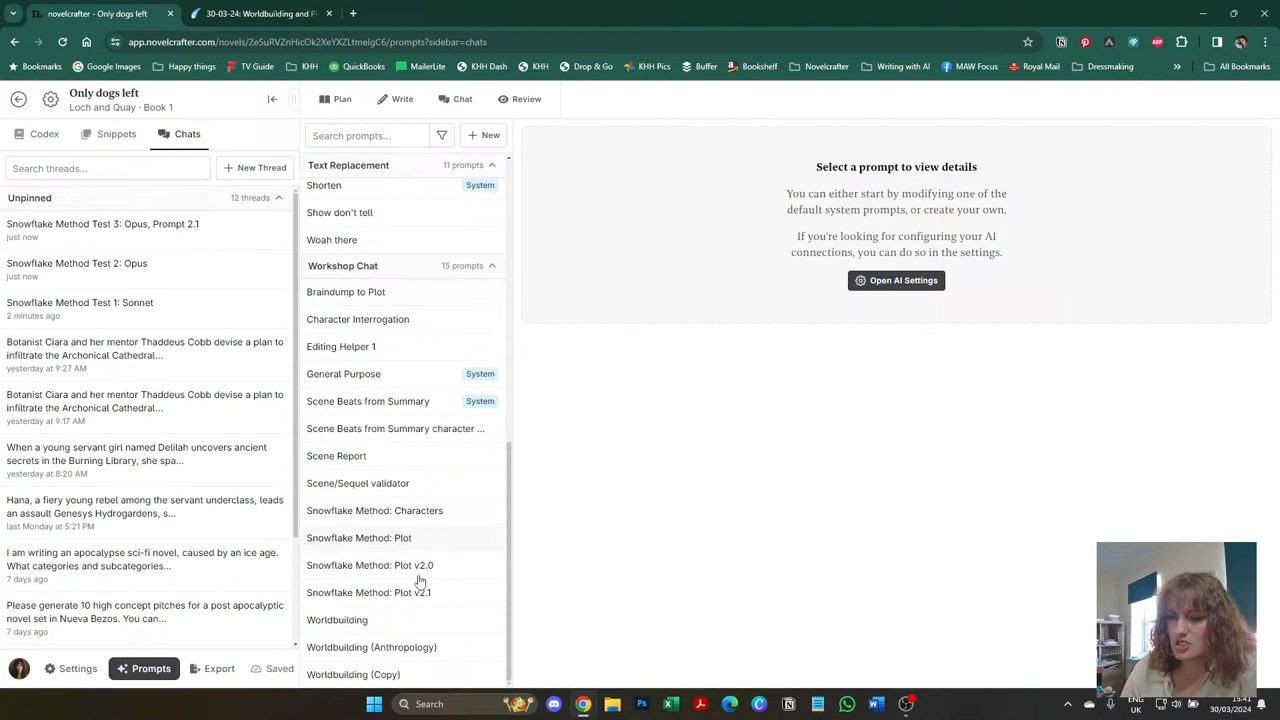 novelcrafter - Only dogs left
30-03-24: Worldbuilding and P
app.novelcrafter.com/novels/2e5uRVZnHicOk2XeYXZLtmelgC6/prompts?sidebar=chats
Bookmarks
Google Images
Happy things
TV Guide
KHH
QuickBooks
MailerLite
KHH Dash
KHH
Drop & Go
KHH Pics
Buffer
Bookshelf
Novelcrafter
Writing with AI
MAW Focus
Royal Mail
Dressmaking
All Bookmarks
Only dogs left
Loch and Quay · Book 1
Codex
Snippets
Chats
Search threads...
New Thread
Unpinned
12 threads
Snowflake Method Test 3: Opus, Prompt 2.1
just now
Snowflake Method Test 2: Opus
just now
Snowflake Method Test 1: Sonnet
2 minutes ago
Botanist Ciara and her mentor Thaddeus Cobb devise a plan to
infiltrate the Archonical Cathedral...
yesterday at 9:27 AM
Botanist Ciara and her mentor Thaddeus Cobb devise a plan to
infiltrate the Archonical Cathedral...
yesterday at 9:17 AM
When a young servant girl named Delilah uncovers ancient
secrets in the Burning Library, she spa...
yesterday at 8:20 AM
Hana, a fiery young rebel among the servant underclass, leads
an assault Genesys Hydrogardens, s...
last Monday at 5:21 PM
I am writing an apocalypse sci-fi novel, caused by an ice age.
What categories and subcategories...
7 days ago
Please generate 10 high concept pitches for a post apocalyptic
novel set in Nueva Bezos. You can...
7 days ago
Settings
Prompts
Export
Saved
Plan
Write
Chat
Review
Search prompts...
New
Text Replacement
11 prompts
Shorten
System
Show don't tell
Woah there
Workshop Chat
15 prompts
Braindump to Plot
Character Interrogation
Editing Helper 1
General Purpose
System
Scene Beats from Summary
System
Scene Beats from Summary character ...
Scene Report
Scene/Sequel validator
Snowflake Method: Characters
Snowflake Method: Plot
Snowflake Method: Plot v2.0
Snowflake Method: Plot v2.1
Worldbuilding
Worldbuilding (Anthropology)
Worldbuilding (Copy)
Select a prompt to view details
You can either start by modifying one of the
default system prompts, or create your own.
If you're looking for configuring your AI
connections, you can do so in the settings.
Open AI Settings
Search
ENG
UK
15:41
30/03/2024